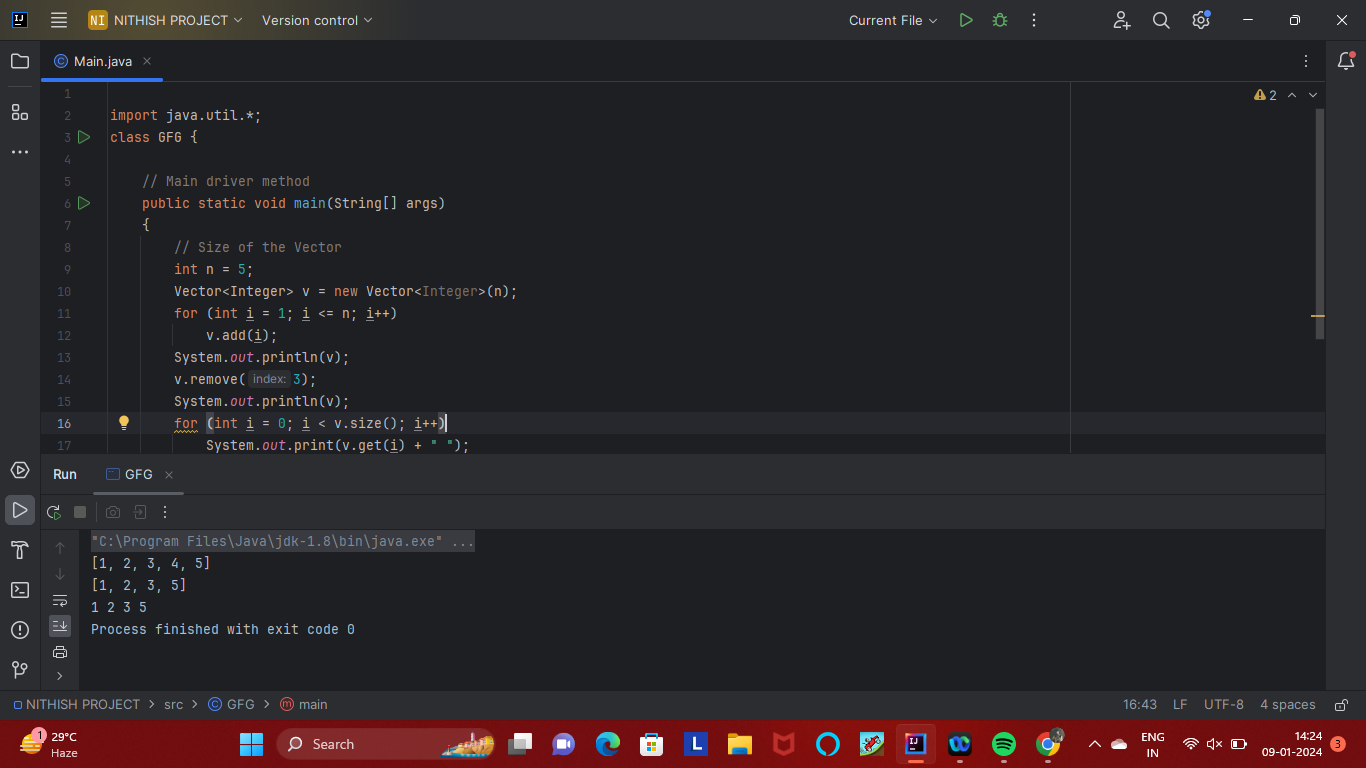 NI NITHISH PROJECT Version control Current File
Main.java
2
1
2 import java.util.*;
3 class GFG {
4
5 // Main driver method
6 public static void main(String[] args)
7 {
8 // Size of the Vector
9 int n = 5;
10 Vector<Integer> v = new Vector<Integer>(n);
11 for (int i = 1; i <= n; i++)
12 v.add(i);
13 System.out.println(v);
14 v.remove( index: 3);
15 System.out.println(v);
16 for (int i = 0; i < v.size(); i++)
17 System.out.print(v.get(i) + " ");
Run GFG
"C:\Program Files\Java\jdk-1.8\bin\java.exe" ...
[1, 2, 3, 4, 5]
[1, 2, 3, 5]
1 2 3 5
Process finished with exit code 0
NITHISH PROJECT > src > GFG > main 16:43 LF UTF-8 4 spaces
1 29°C
Haze
Search
ENG
IN
14:24
09-01-2024
3